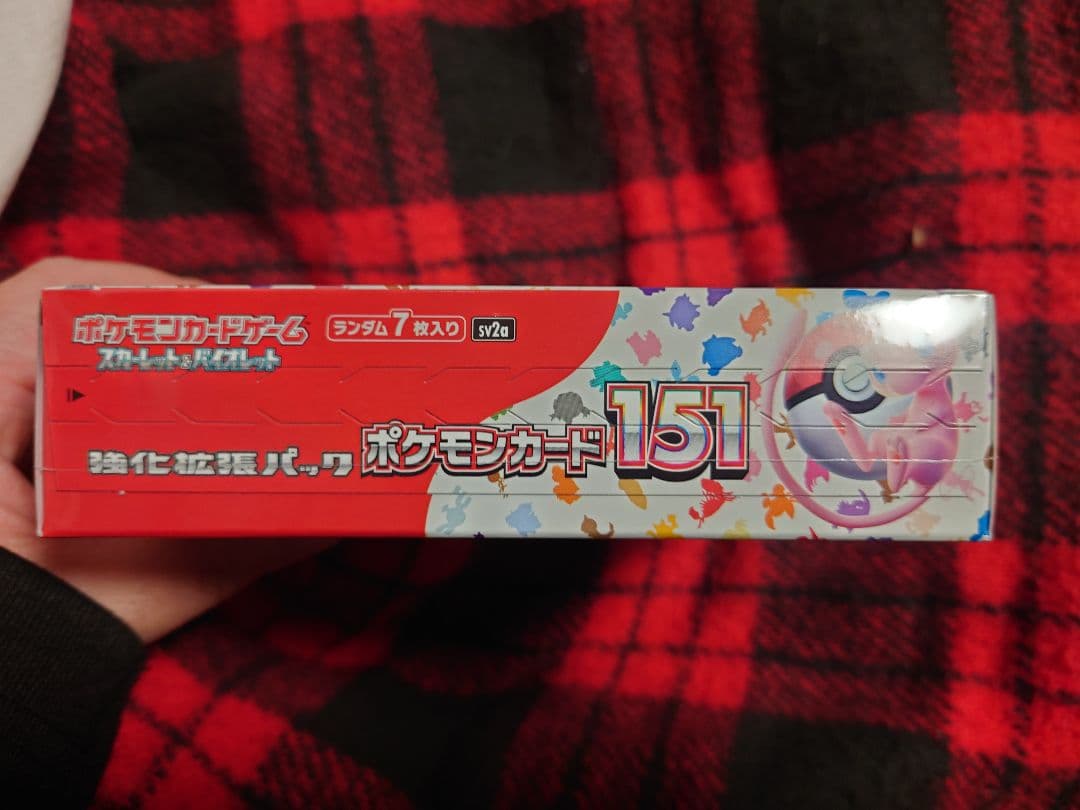 ポケモンカードゲーム
スカーレット&バイオレット
ランダム7枚入り
sv2a
強化拡張パック
ポケモンカード151